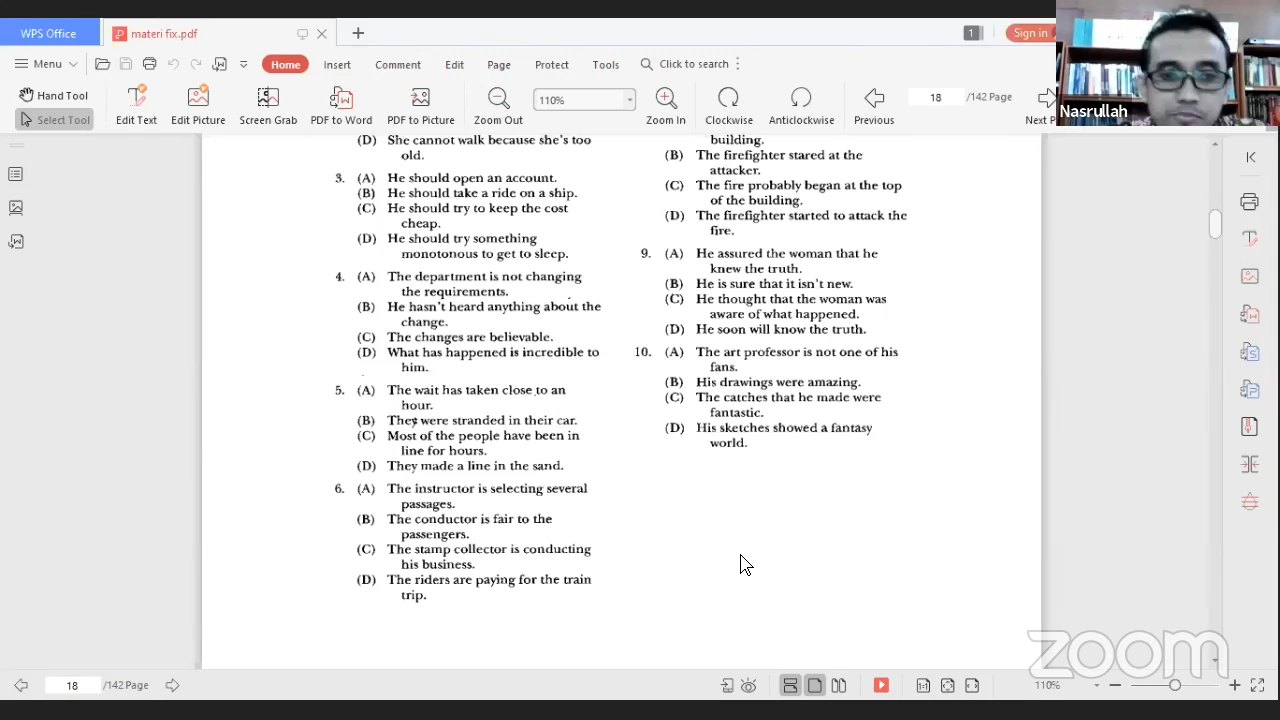 WPS Office
materi fix.pdf
1
Sign in
Menu
Home
Insert
Comment
Edit
Page
Protect
Tools
Click to search
Hand Tool
Select Tool
Edit Text
Edit Picture
Screen Grab
PDF to Word
PDF to Picture
Zoom Out
110%
Zoom In
Clockwise
Anticlockwise
Previous
18
/142 Page
Next P
Nasrullah
(D) She cannot walk because she's too
old.
3. (A) He should open an account.
(B) He should take a ride on a ship.
(C) He should try to keep the cost
cheap.
(D) He should try something
monotonous to get to sleep.
4. (A) The department is not changing
the requirements.
(B) He hasn't heard anything about the
change.
(C) The changes are believable.
(D) What has happened is incredible to
him.
5. (A) The wait has taken close to an
hour.
(B) They were stranded in their car.
(C) Most of the people have been in
line for hours.
(D) They made a line in the sand.
6. (A) The instructor is selecting several
passages.
(B) The conductor is fair to the
passengers.
(C) The stamp collector is conducting
his business.
(D) The riders are paying for the train
trip.
building.
(B) The firefighter stared at the
attacker.
(C) The fire probably began at the top
of the building.
(D) The firefighter started to attack the
fire.
9. (A) He assured the woman that he
knew the truth.
(B) He is sure that it isn't new.
(C) He thought that the woman was
aware of what happened.
(D) He soon will know the truth.
10. (A) The art professor is not one of his
fans.
(B) His drawings were amazing.
(C) The catches that he made were
fantastic.
(D) His sketches showed a fantasy
world.
zoom
18
/142 Page
110%